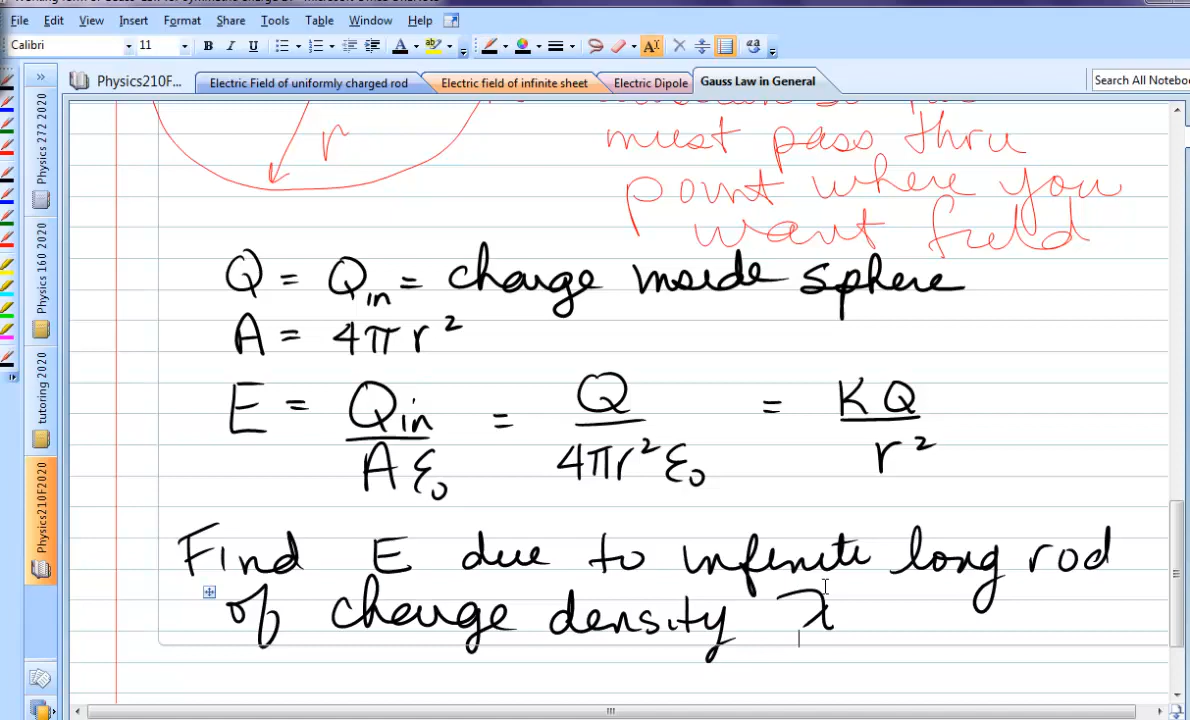 File Edit View Insert Format Share Tools Table Window Help
Calibri 11 B I U A ab
Physics210F... Electric Field of uniformly charged rod Electric field of infinite sheet Electric Dipole Gauss Law in General Search All Notebo
Physics 272 2020
Physics 160 2020
tutoring 2020
Physics210F2020
r
must pass thru
point where you
want field
Q = Qin = charge inside sphere
A = 4πr²
E = Qin/Aε₀ = Q/4πr²ε₀ = KQ/r²
Find E due to infinite long rod
of charge density λ